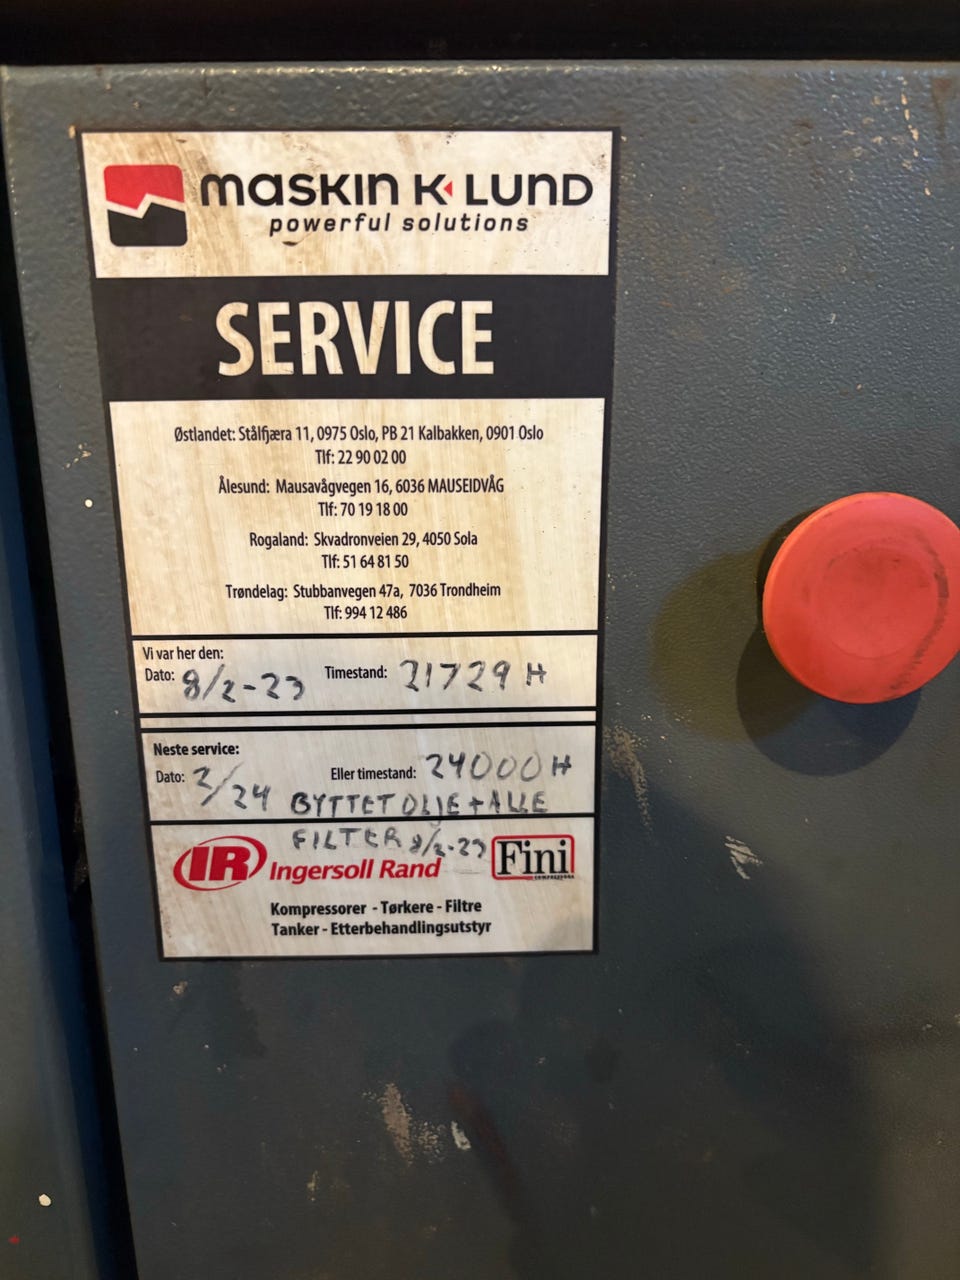 maskin K LUND
powerful solutions
SERVICE
Østlandet: Stålfjæra 11, 0975 Oslo, PB 21 Kalbakken, 0901 Oslo
Tlf: 22 90 02 00
Ålesund: Mausavågvegen 16, 6036 MAUSEIDVÅG
Tlf: 70 19 18 00
Rogaland: Skvadronveien 29, 4050 Sola
Tlf: 51 64 81 50
Trøndelag: Stubbanvegen 47a, 7036 Trondheim
Tlf: 994 12 486
Vi var her den:
Dato: 8/2-23 Timestand: 21729 H
Neste service:
Dato: 2/24 Eller timestand: 24000 H
BYTTET OLJE + ALLE
FILTER 8/2-23
IR Ingersoll Rand Fini
COMPRESSORS
Kompressorer - Tørkere - Filtre
Tanker - Etterbehandlingsutstyr